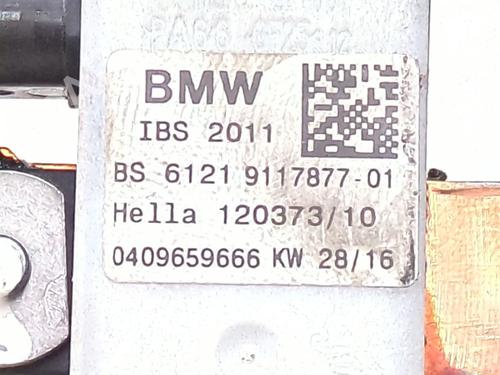 BMW
IBS 2011
BS 6121 9117877-01
Hella 120373/10
0409659666 KW 28/16